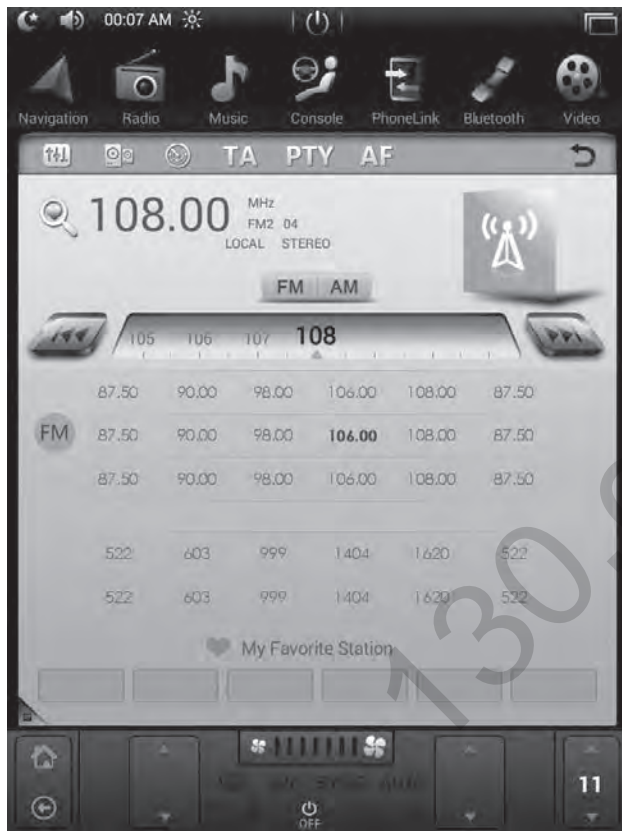 00:07 AM
Navigation Radio Music Console PhoneLink Bluetooth Video
TA PTY AF
108.00 MHz
FM2 04
LOCAL STEREO
FM AM
105 106 107 108
87.50 90.00 98.00 106.00 108.00 87.50
FM 87.50 90.00 98.00 106.00 108.00 87.50
87.50 90.00 98.00 106.00 108.00 87.50
522 603 999 1404 1620 522
522 603 999 1404 1620 522
My Favorite Station
11
OFF
130.